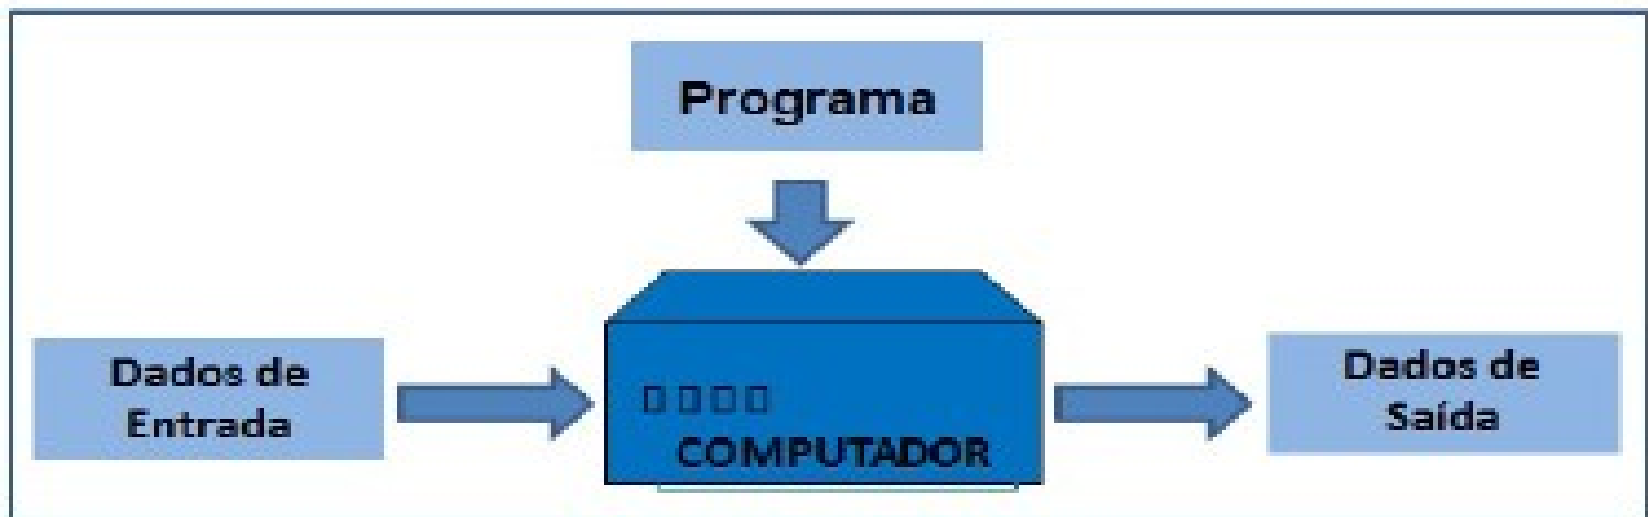 Programa
Dados de
Entrada
COMPUTADOR
Dados de
Saída